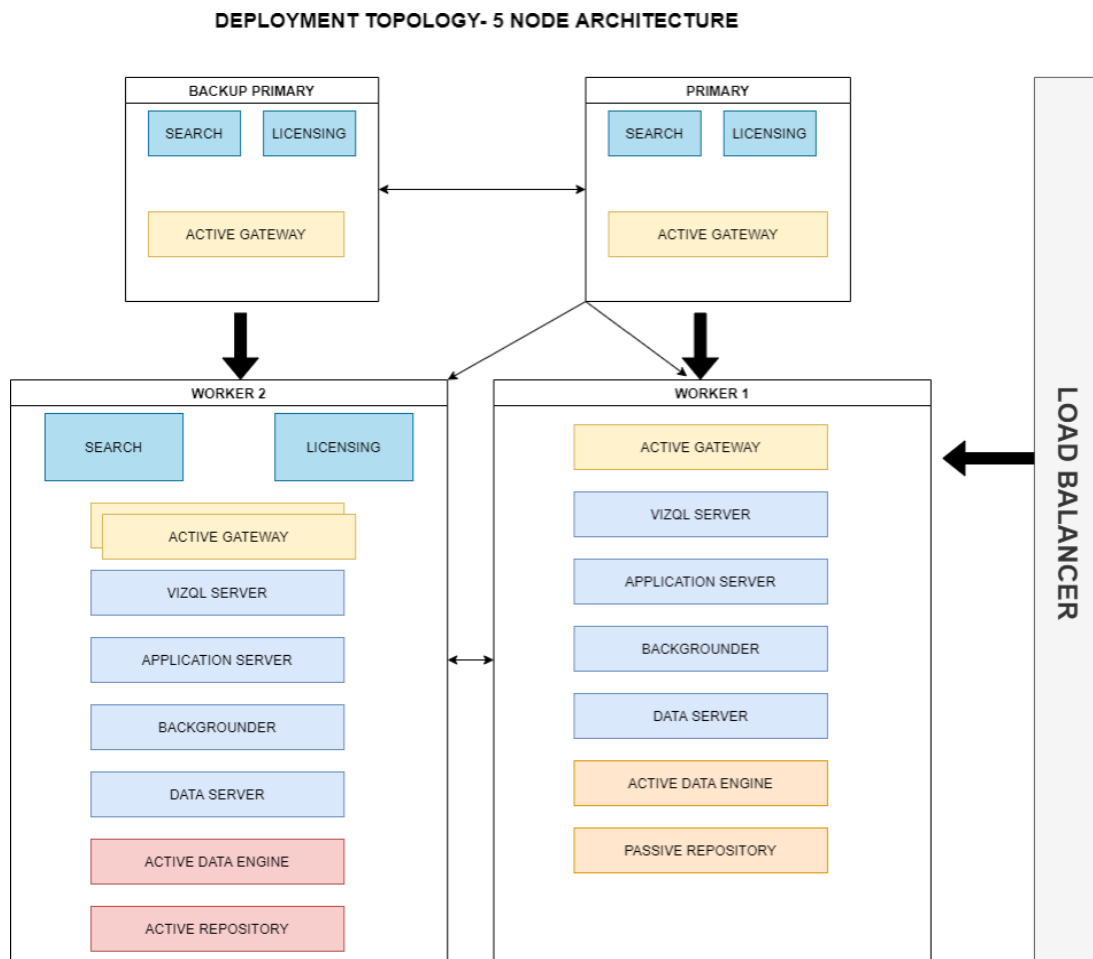 DEPLOYMENT TOPOLOGY- 5 NODE ARCHITECTURE
BACKUP PRIMARY
SEARCH
LICENSING
ACTIVE GATEWAY
PRIMARY
SEARCH
LICENSING
ACTIVE GATEWAY
WORKER 2
SEARCH
LICENSING
ACTIVE GATEWAY
VIZQL SERVER
APPLICATION SERVER
BACKGROUNDER
DATA SERVER
ACTIVE DATA ENGINE
ACTIVE REPOSITORY
WORKER 1
ACTIVE GATEWAY
VIZQL SERVER
APPLICATION SERVER
BACKGROUNDER
DATA SERVER
ACTIVE DATA ENGINE
PASSIVE REPOSITORY
LOAD BALANCER